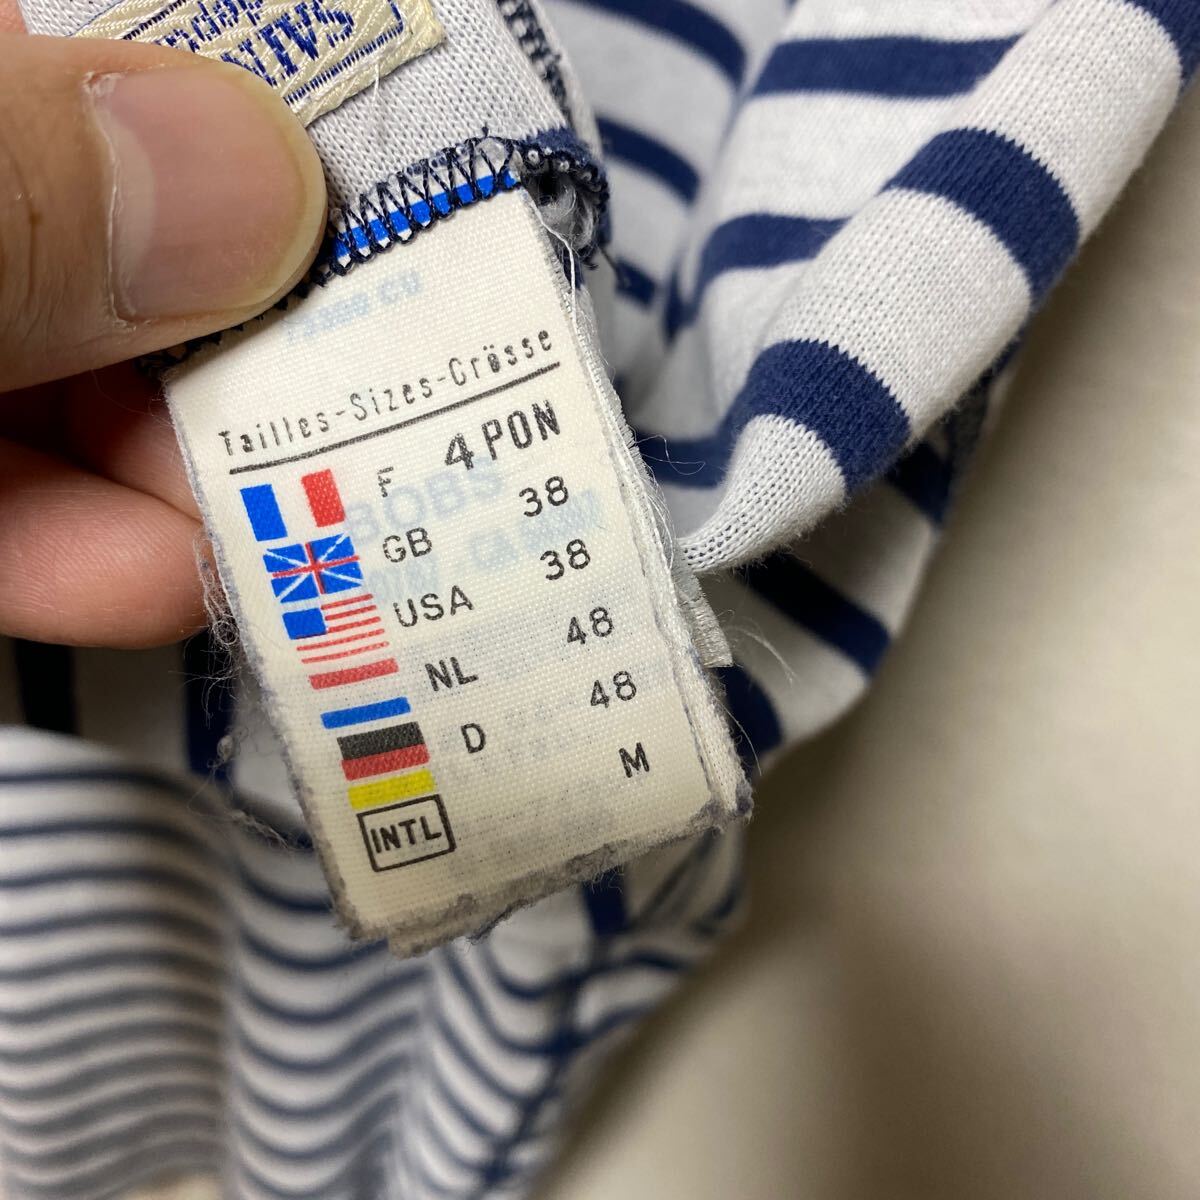 Tailles-Sizes-Grösse
F 4 PON
GB 38
USA 38
NL 48
D 48
INTL M